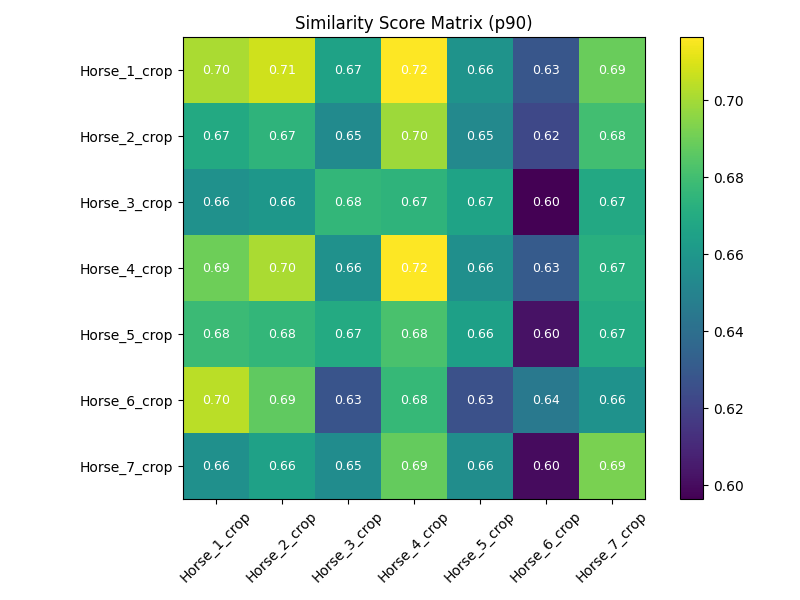 Similarity Score Matrix (p90)
Horse_1_crop 0.70 0.71 0.67 0.72 0.66 0.63 0.69
Horse_2_crop 0.67 0.67 0.65 0.70 0.65 0.62 0.68
Horse_3_crop 0.66 0.66 0.68 0.67 0.67 0.60 0.67
Horse_4_crop 0.69 0.70 0.66 0.72 0.66 0.63 0.67
Horse_5_crop 0.68 0.68 0.67 0.68 0.66 0.60 0.67
Horse_6_crop 0.70 0.69 0.63 0.68 0.63 0.64 0.66
Horse_7_crop 0.66 0.66 0.65 0.69 0.66 0.60 0.69
Horse_1_crop Horse_2_crop Horse_3_crop Horse_4_crop Horse_5_crop Horse_6_crop Horse_7_crop
0.70
0.68
0.66
0.64
0.62
0.60